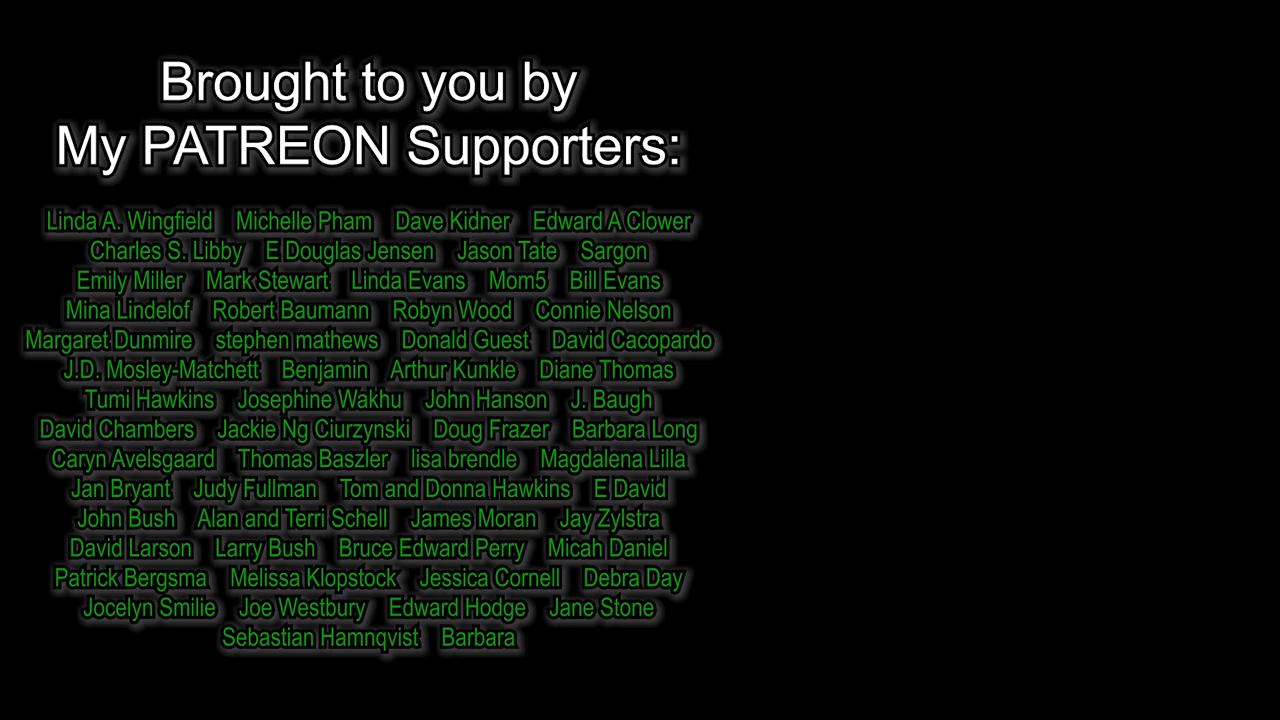 Brought to you by
My PATREON Supporters:
Linda A. Wingfield Michelle Pham Dave Kidner Edward A Clower
Charles S. Libby E Douglas Jensen Jason Tate Sargon
Emily Miller Mark Stewart Linda Evans Mom5 Bill Evans
Mina Lindelof Robert Baumann Robyn Wood Connie Nelson
Margaret Dunmire stephen mathews Donald Guest David Cacopardo
J.D. Mosley-Matchett Benjamin Arthur Kunkle Diane Thomas
Tumi Hawkins Josephine Wakhu John Hanson J. Baugh
David Chambers Jackie Ng Ciurzynski Doug Frazer Barbara Long
Caryn Avelsgaard Thomas Baszler lisa brendle Magdalena Lilla
Jan Bryant Judy Fullman Tom and Donna Hawkins E David
John Bush Alan and Terri Schell James Moran Jay Zylstra
David Larson Larry Bush Bruce Edward Perry Micah Daniel
Patrick Bergsma Melissa Klopstock Jessica Cornell Debra Day
Jocelyn Smilie Joe Westbury Edward Hodge Jane Stone
Sebastian Hamnqvist Barbara